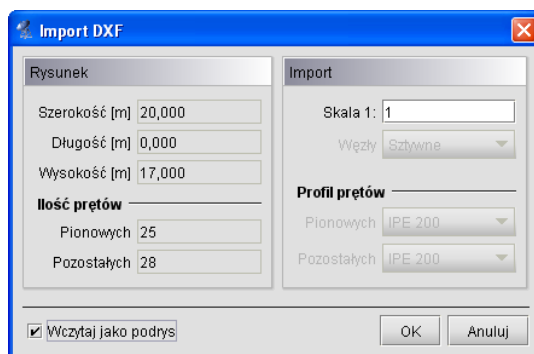 Import DXF
Rysunek
Szerokość [m] 20,000
Długość [m] 0,000
Wysokość [m] 17,000
Ilość prętów
Pionowych 25
Pozostałych 28
Import
Skala 1: 1
Węzły Sztywne
Profil prętów
Pionowych IPE 200
Pozostałych IPE 200
Wczytaj jako podrys
OK Anuluj